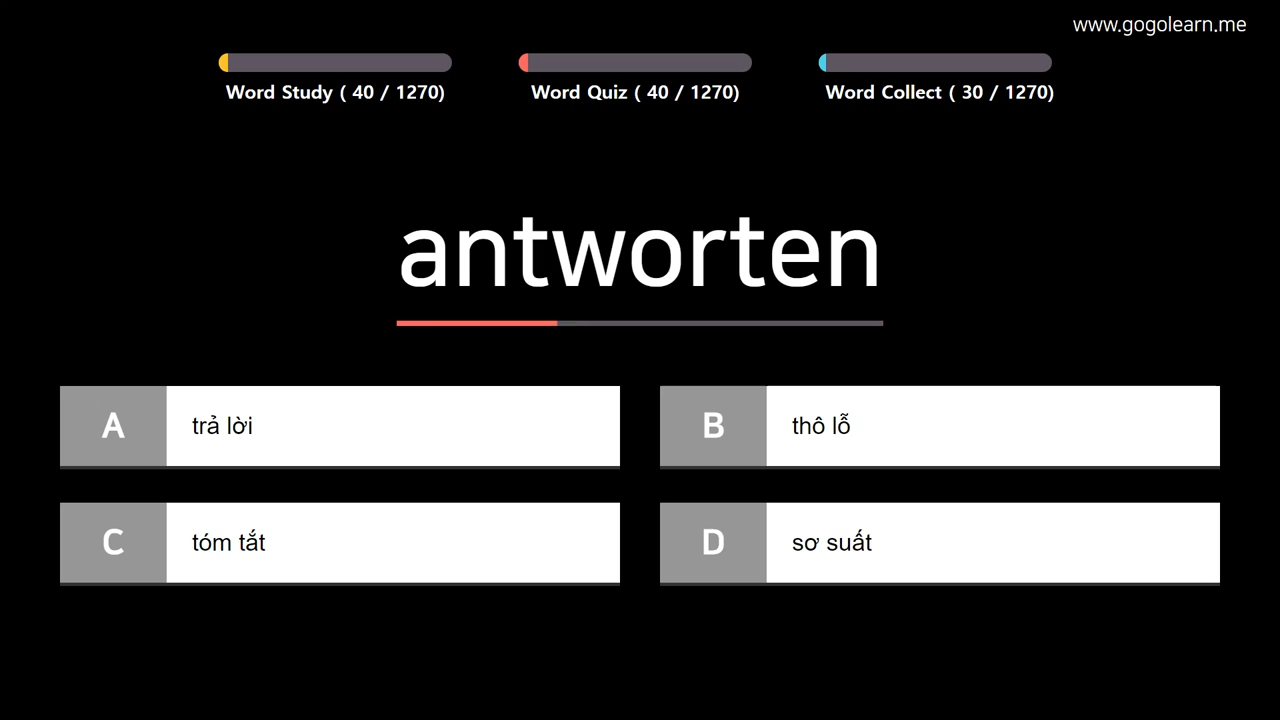 www.gogolearn.me
Word Study ( 40 / 1270)
Word Quiz ( 40 / 1270)
Word Collect ( 30 / 1270)
antworten
A trả lời
B thô lỗ
C tóm tắt
D sơ suất